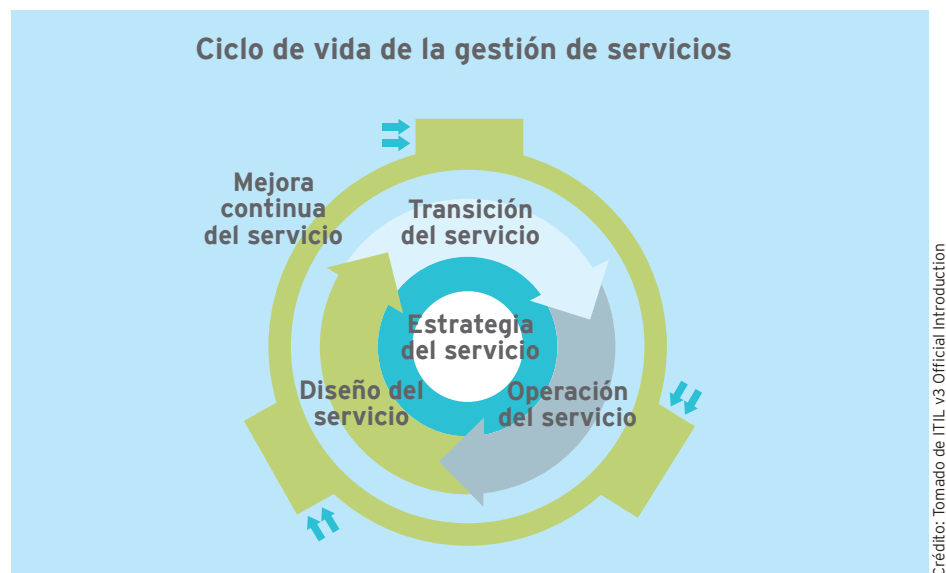 Ciclo de vida de la gestión de servicios
Mejora
continua
del servicio
Transición
del servicio
Estrategia
del servicio
Diseño del
servicio
Operación
del servicio
Crédito: Tomado de ITIL v3 Official Introduction